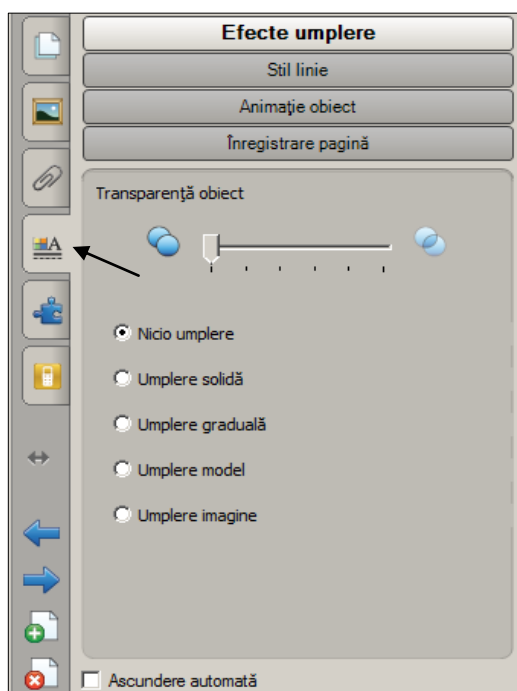 Efecte umplere
Stil linie
Animaţie obiect
Înregistrare pagină
Transparenţă obiect
A
Nicio umplere
Umplere solidă
Umplere graduală
Umplere model
Umplere imagine
Ascundere automată